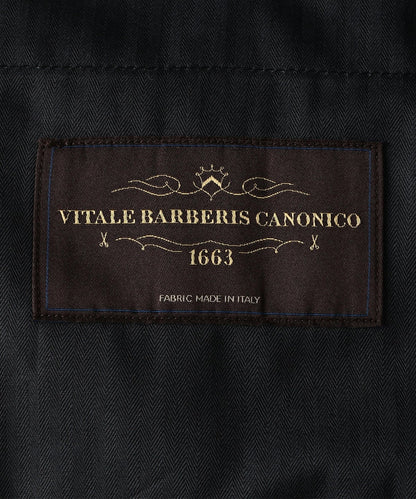 VITALE BARBERIS CANONICO
1663
FABRIC MADE IN ITALY